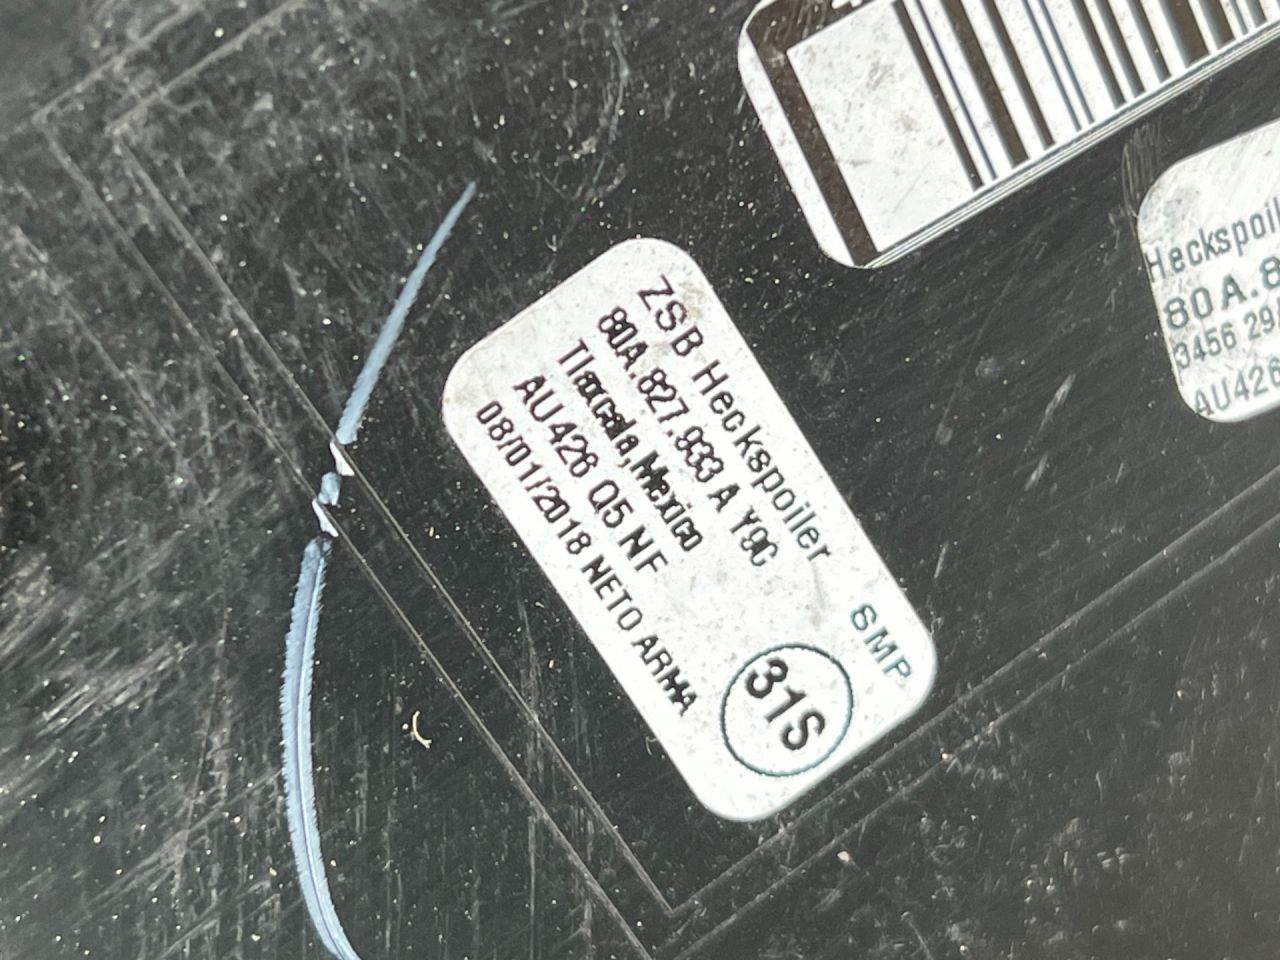 ZSB Heckspoiler
80A.827.933 A Y9C
Tlaxcala,Mexico
AU426 Q5 NF
08/01/2018 NETO ARMA
SMP
31S
Heckspoil
80A.8
3456 29
AU426